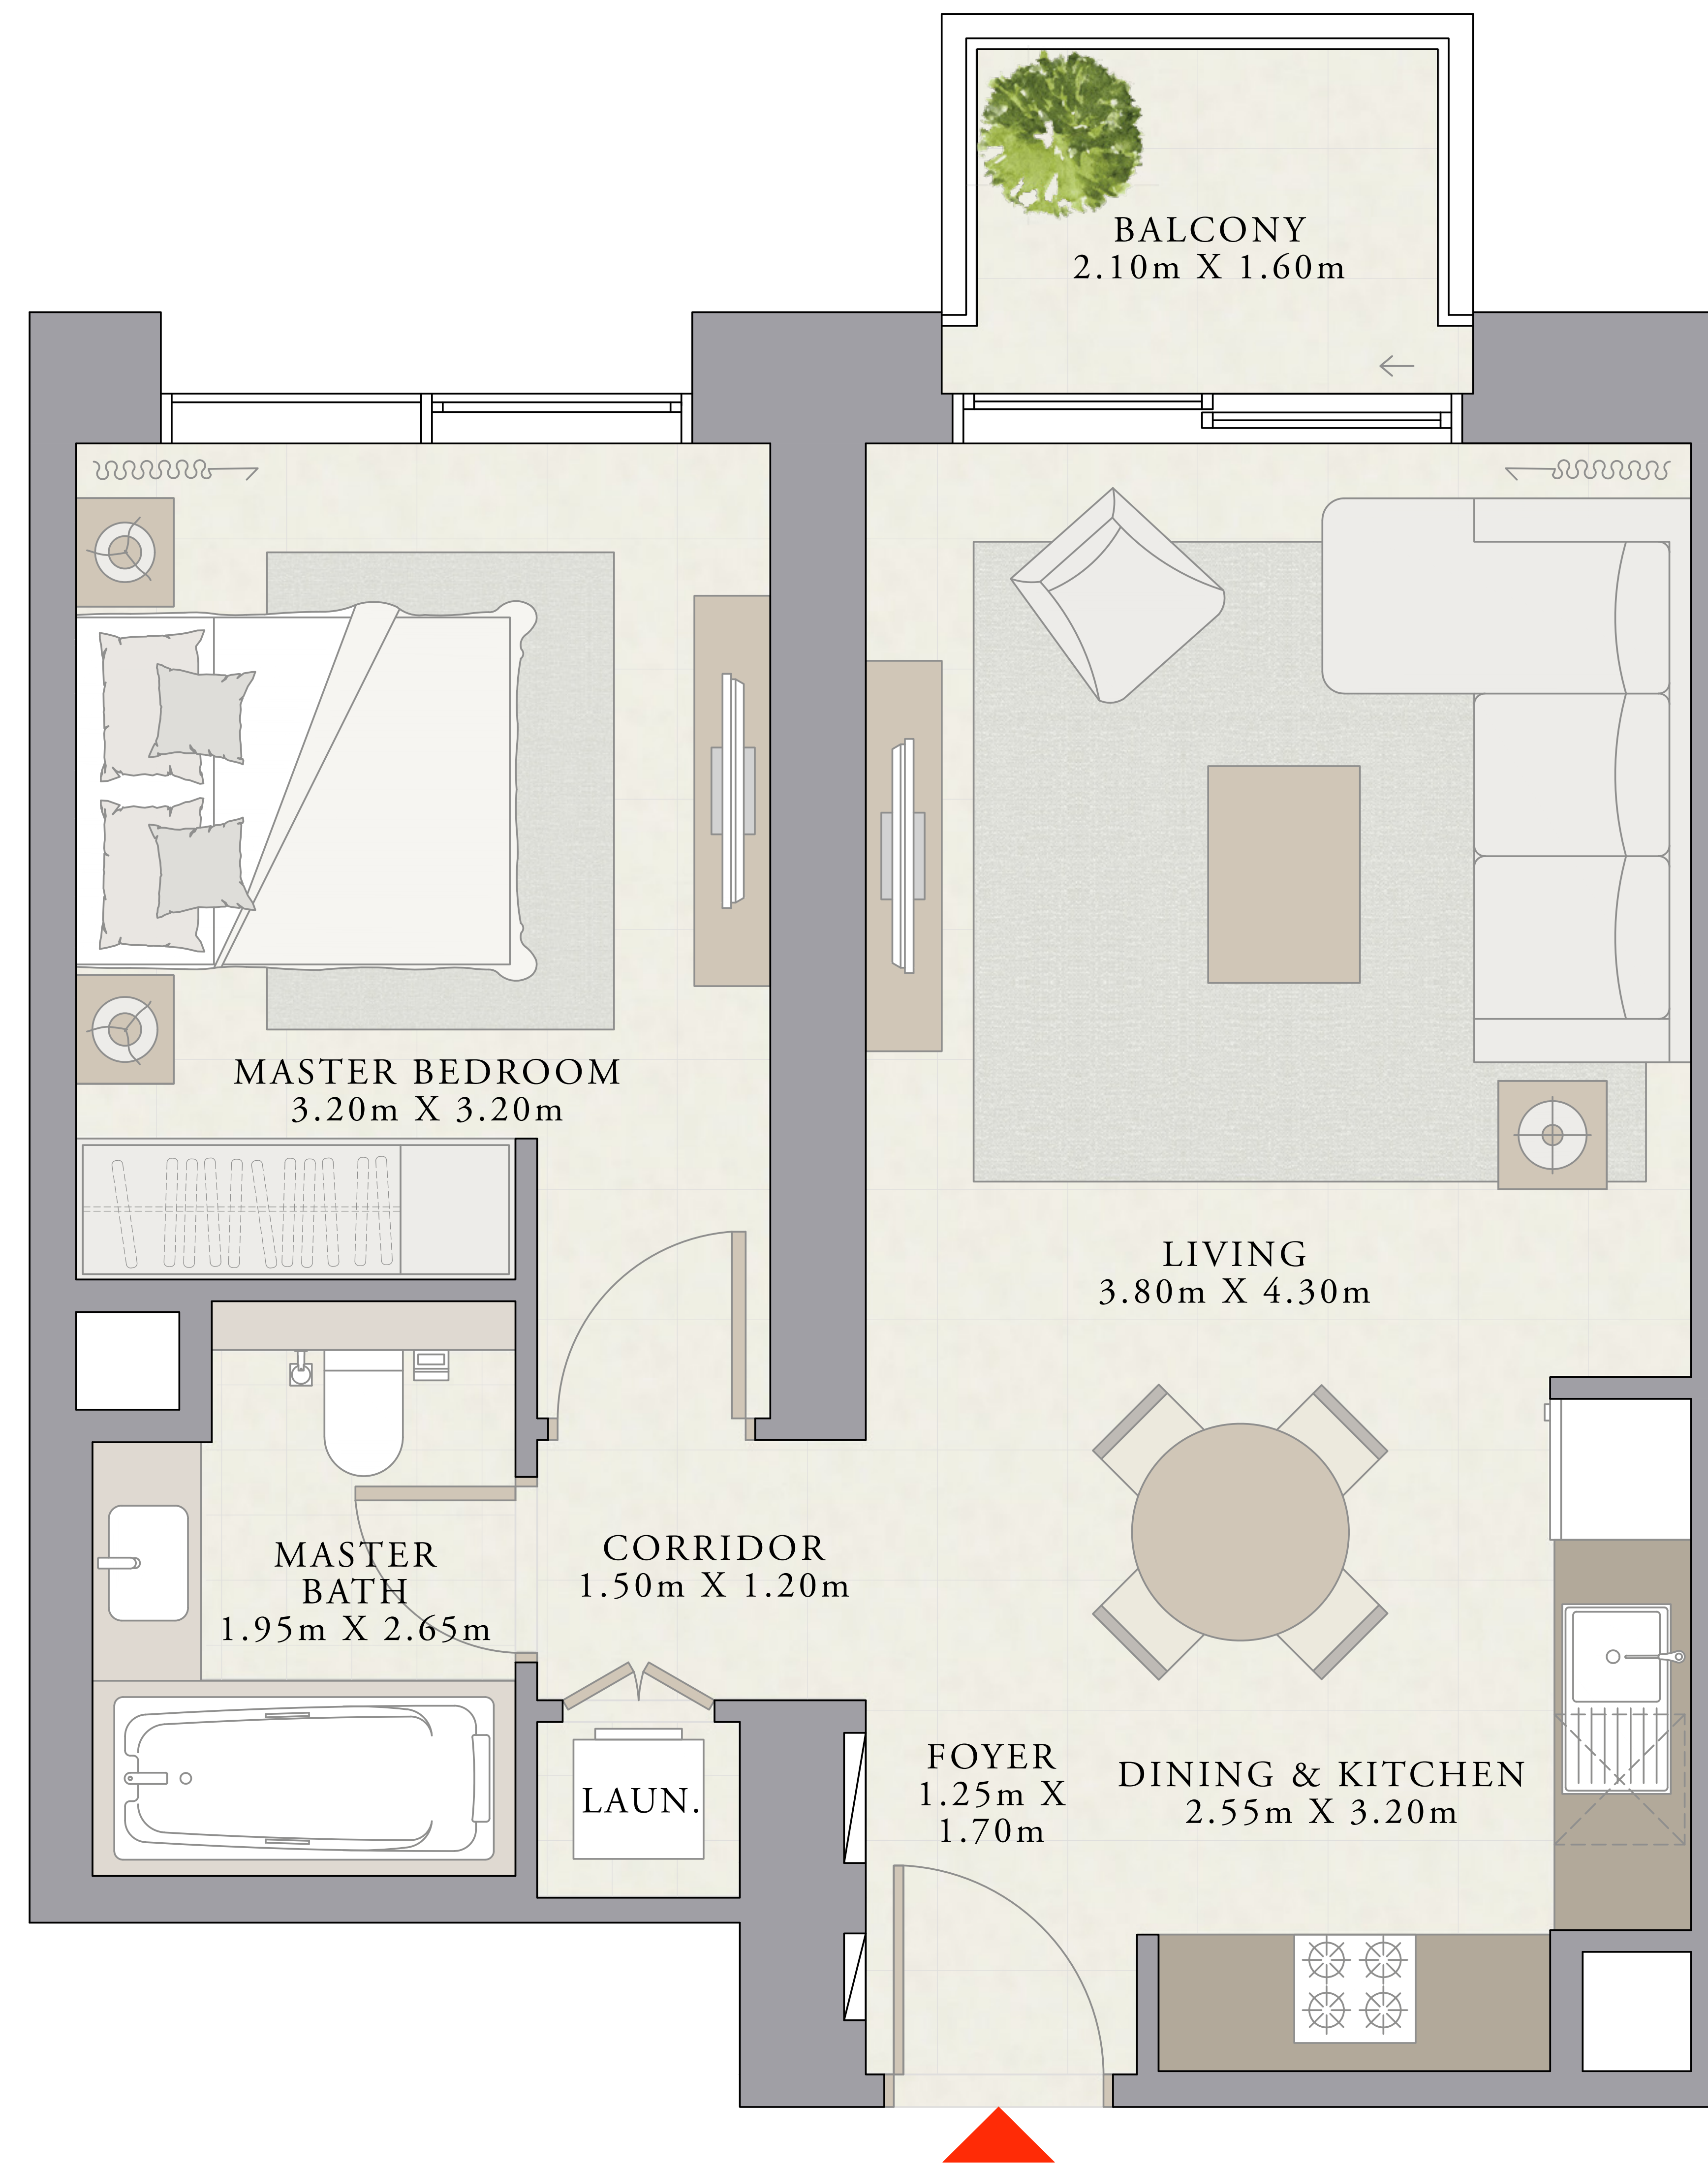 BALCONY
2.10m X 1.60m
MASTER BEDROOM
3.20m X 3.20m
LIVING
3.80m X 4.30m
MASTER
BATH
1.95m X 2.65m
CORRIDOR
1.50m X 1.20m
LAUN.
FOYER
1.25m X
1.70m
DINING & KITCHEN
2.55m X 3.20m